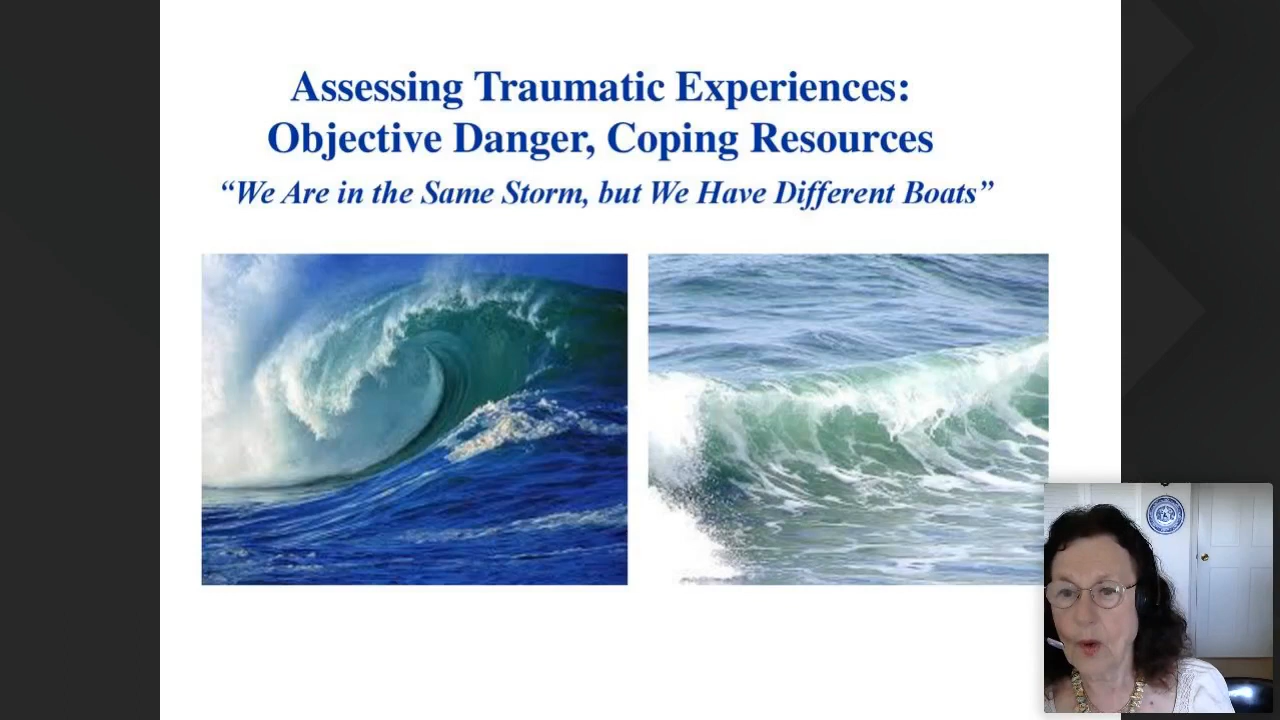 Assessing Traumatic Experiences:
Objective Danger, Coping Resources
“We Are in the Same Storm, but We Have Different Boats”